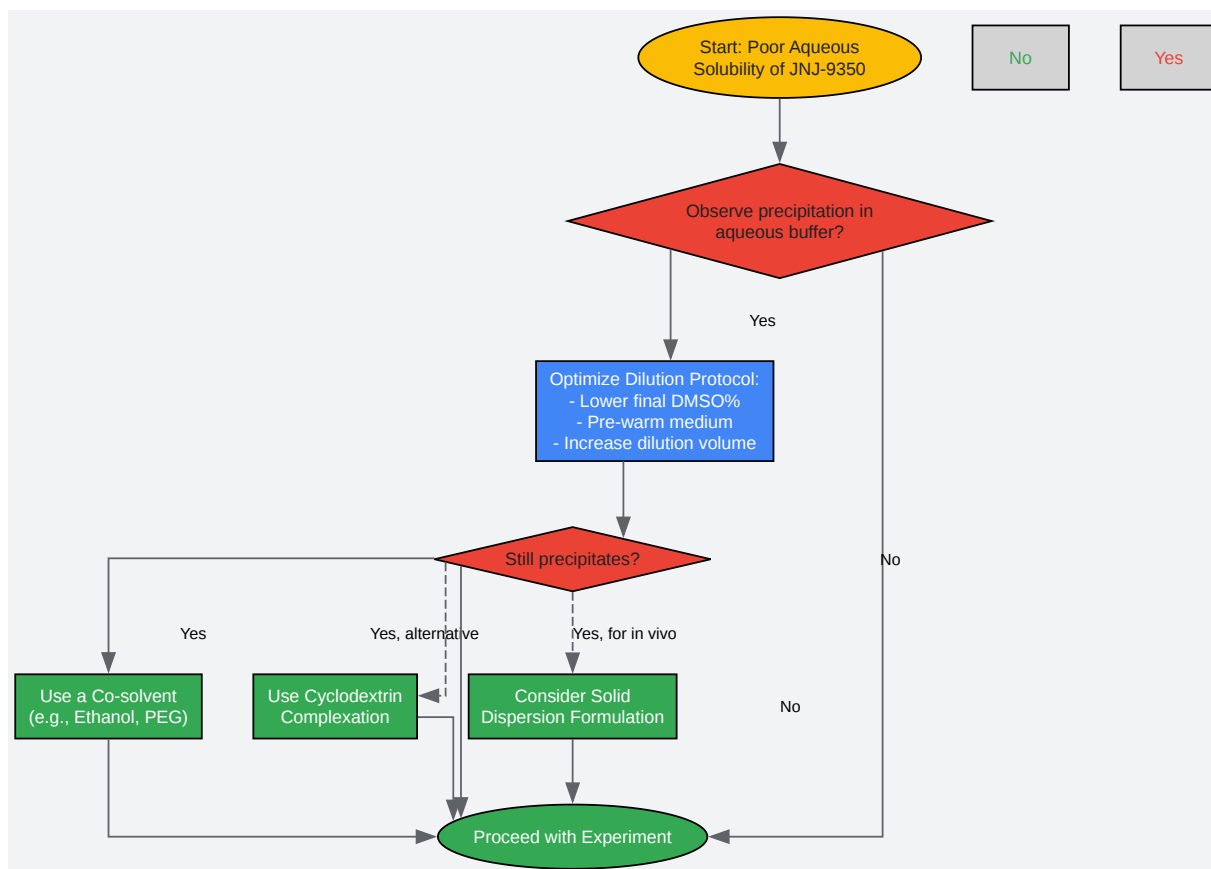 Start: Poor Aqueous
Solubility of JNJ-9350
No
Yes
Observe precipitation in
aqueous buffer?
Yes
Optimize Dilution Protocol:
- Lower final DMSO%
- Pre-warm medium
- Increase dilution volume
Still precipitates?
No
Yes
Yes, alternative
Yes, for in vivo
Use a Co-solvent
(e.g., Ethanol, PEG)
Use Cyclodextrin
Complexation
Consider Solid
Dispersion Formulation
No
Proceed with Experiment